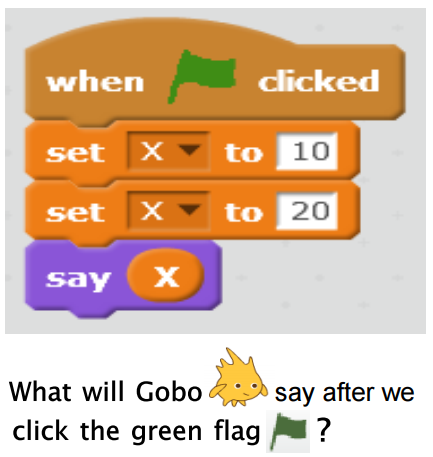 when clicked
set X to 10
set X to 20
say X
What will Gobo say after we
click the green flag ?